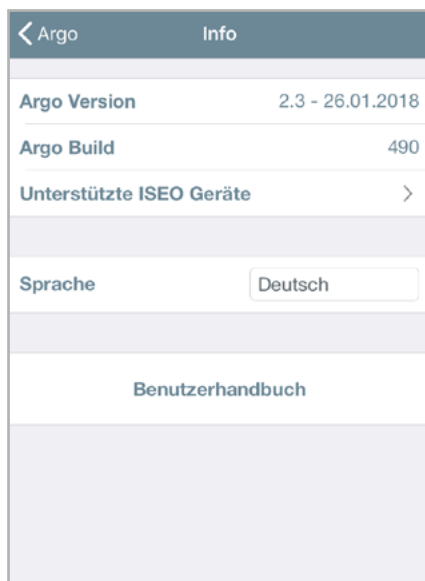 Argo Info
Argo Version 2.3 - 26.01.2018
Argo Build 490
Unterstützte ISEO Geräte
Sprache Deutsch
Benutzerhandbuch